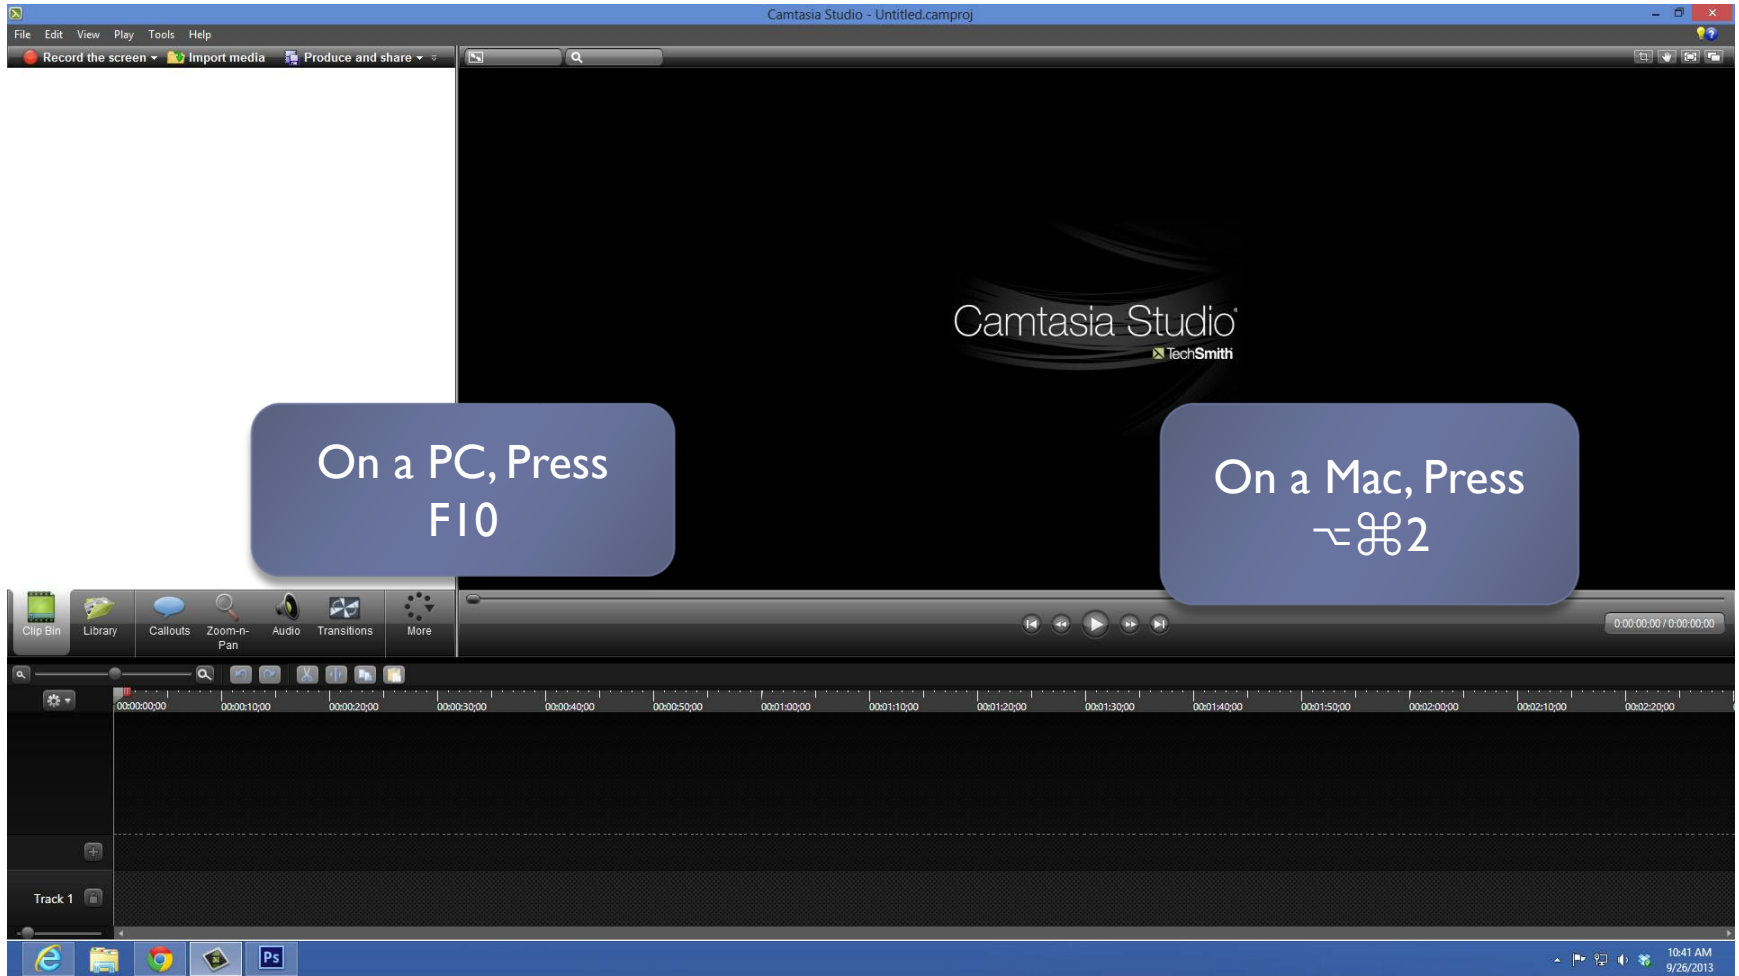 Camtasia Studio - Untitled.camproj
File Edit View Play Tools Help
Record the screen Import media Produce and share
Camtasia Studio
TechSmith
On a PC, Press
F10
On a Mac, Press
⌥⌘2
Clip Bin Library Callouts Zoom-n-Pan Audio Transitions More
0:00:00;00 / 0:00:00;00
00:00:00;00 00:00:10;00 00:00:20;00 00:00:30;00 00:00:40;00 00:00:50;00 00:01:00;00 00:01:10;00 00:01:20;00 00:01:30;00 00:01:40;00 00:01:50;00 00:02:00;00 00:02:10;00 00:02:20;00
Track 1
Ps
10:41 AM
9/26/2013